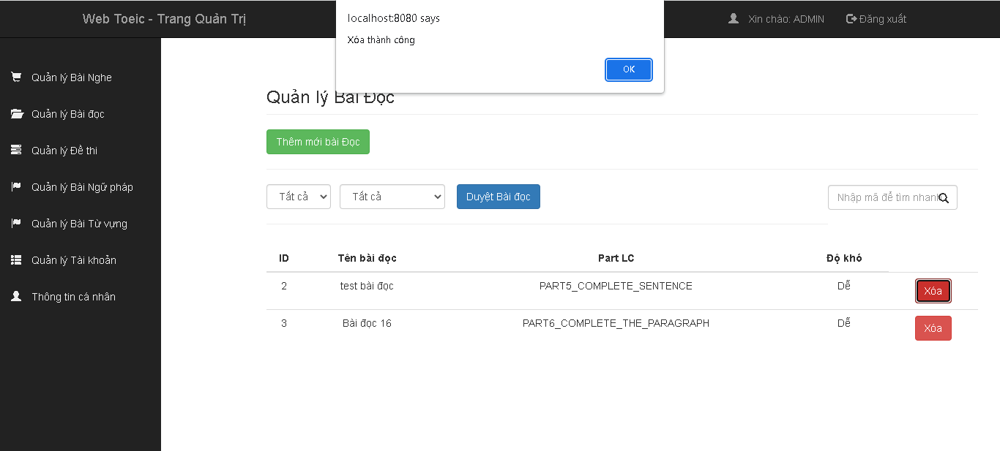 Web Toeic - Trang Quản Trị
localhost:8080 says
Xóa thành công
OK
Xin chào: ADMIN
Đăng xuất
Quản lý Bài Nghe
Quản lý Bài đọc
Quản lý Đề thi
Quản lý Bài Ngữ pháp
Quản lý Bài Từ vựng
Quản lý Tài khoản
Thông tin cá nhân
Quản lý Bài Đọc
Thêm mới bài Đọc
Tất cả Tất cả Duyệt Bài đọc Nhập mã để tìm nhanh
ID Tên bài đọc Part LC Độ khó
2 test bài đọc PART5_COMPLETE_SENTENCE Dễ Xóa
3 Bài đọc 16 PART6_COMPLETE_THE_PARAGRAPH Dễ Xóa